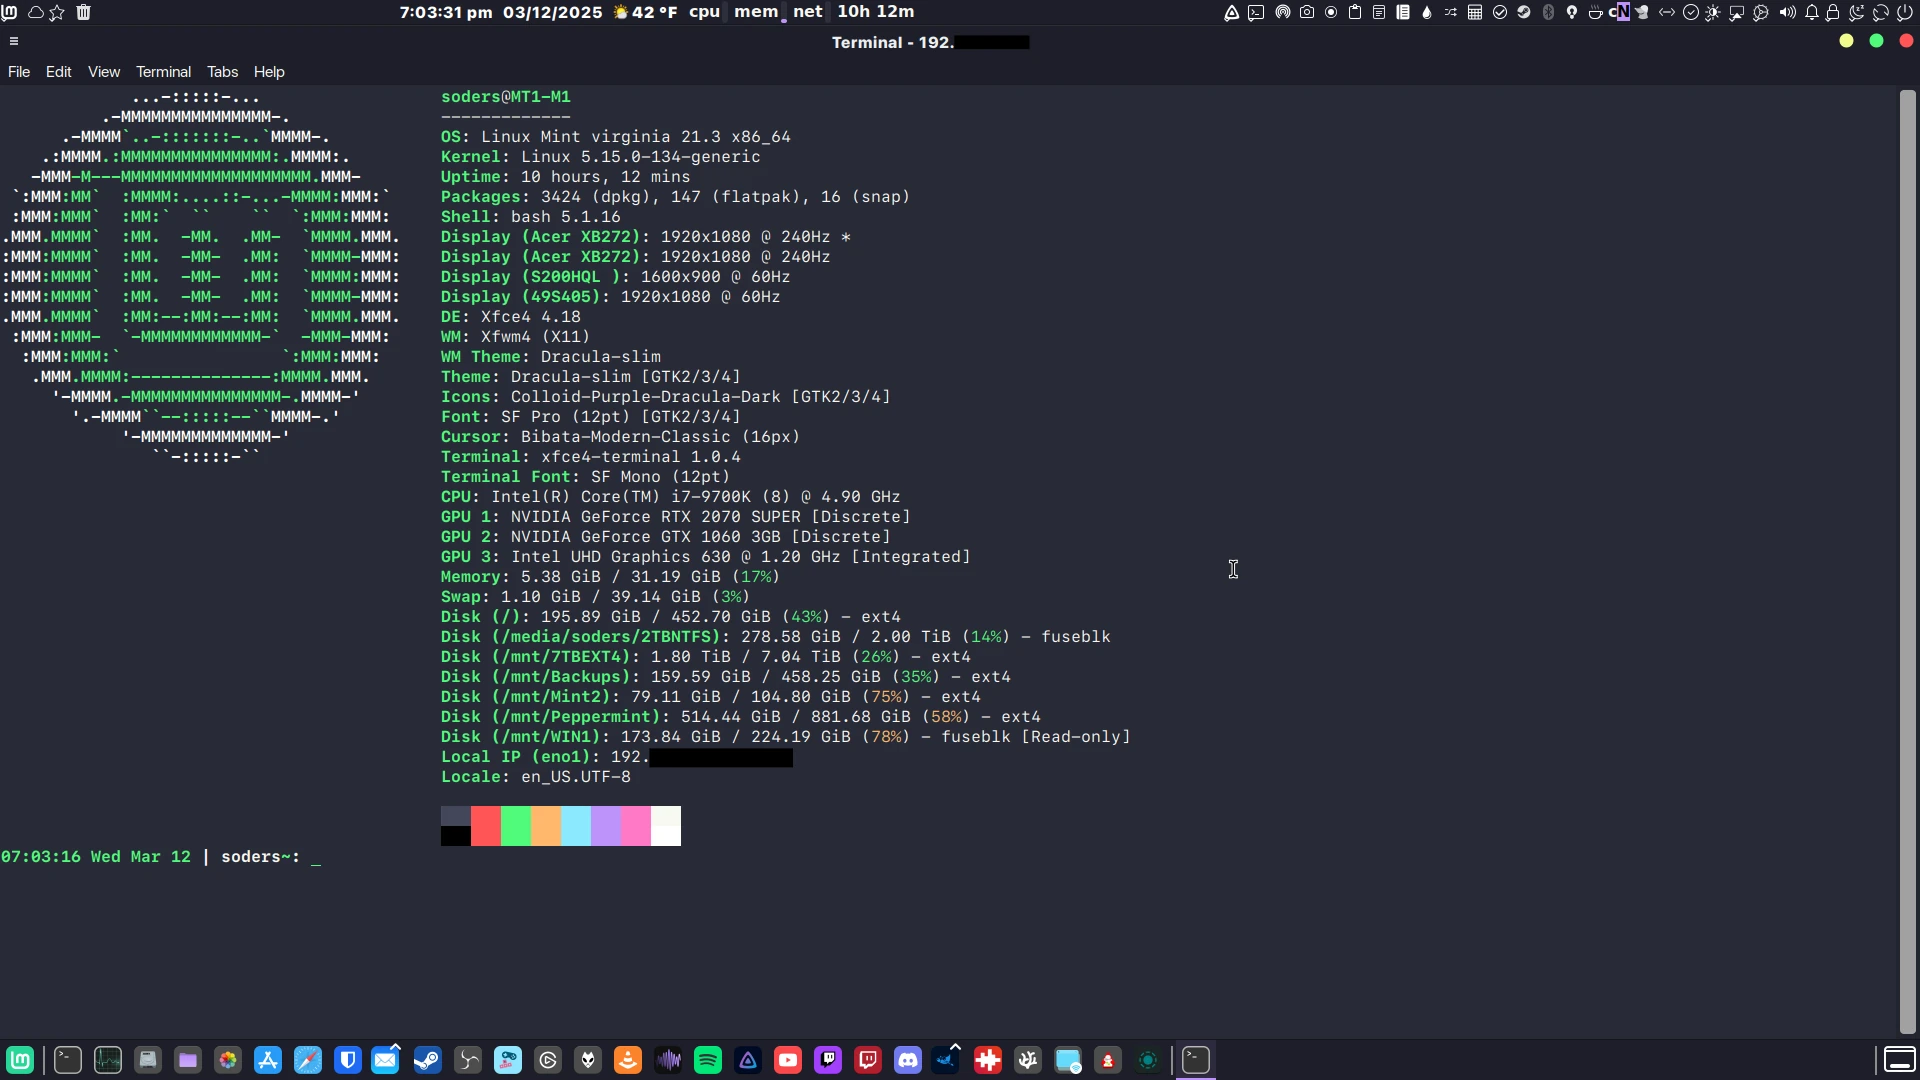 7:03:31 pm 03/12/2025 42 °F cpu mem net 10h 12m
Terminal - 192.
File Edit View Terminal Tabs Help
...-:::::-...
.-MMMMMMMMMMMMMMM-.
.-MMMM`..-:::::::-..`MMMM-.
.:MMMM.:MMMMMMMMMMMMMMM:.MMMM:.
-MMM-M---MMMMMMMMMMMMMMMMMMM.MMM-
`:MMM:MM`  :MMMM:....::-...-MMMM:MMM:`
:MMM:MMM`  :MM:`  ``    ``  `:MMM:MMM:
.MMM.MMMM`  :MM.  -MM.  .MM-  `MMMM.MMM.
:MMM:MMMM`  :MM.  -MM-  .MM:  `MMMM-MMM:
:MMM:MMMM`  :MM.  -MM-  .MM:  `MMMM:MMM:
:MMM:MMMM`  :MM.  -MM-  .MM:  `MMMM-MMM:
.MMM.MMMM`  :MM:--:MM:--:MM:  `MMMM.MMM.
:MMM:MMM-  `-MMMMMMMMMMMM-`  -MMM-MMM:
:MMM:MMM:`                `:MMM:MMM:
.MMM.MMMM:--------------:MMMM.MMM.
'-MMMM.-MMMMMMMMMMMMMMM-.MMMM-'
'.-MMMM``--:::::--``MMMM-.'
'-MMMMMMMMMMMMM-'
``-:::::-``
soders@MT1-M1
-------------
OS: Linux Mint virginia 21.3 x86_64
Kernel: Linux 5.15.0-134-generic
Uptime: 10 hours, 12 mins
Packages: 3424 (dpkg), 147 (flatpak), 16 (snap)
Shell: bash 5.1.16
Display (Acer XB272): 1920x1080 @ 240Hz *
Display (Acer XB272): 1920x1080 @ 240Hz
Display (S200HQL ): 1600x900 @ 60Hz
Display (49S405): 1920x1080 @ 60Hz
DE: Xfce4 4.18
WM: Xfwm4 (X11)
WM Theme: Dracula-slim
Theme: Dracula-slim [GTK2/3/4]
Icons: Colloid-Purple-Dracula-Dark [GTK2/3/4]
Font: SF Pro (12pt) [GTK2/3/4]
Cursor: Bibata-Modern-Classic (16px)
Terminal: xfce4-terminal 1.0.4
Terminal Font: SF Mono (12pt)
CPU: Intel(R) Core(TM) i7-9700K (8) @ 4.90 GHz
GPU 1: NVIDIA GeForce RTX 2070 SUPER [Discrete]
GPU 2: NVIDIA GeForce GTX 1060 3GB [Discrete]
GPU 3: Intel UHD Graphics 630 @ 1.20 GHz [Integrated]
Memory: 5.38 GiB / 31.19 GiB (17%)
Swap: 1.10 GiB / 39.14 GiB (3%)
Disk (/): 195.89 GiB / 452.70 GiB (43%) - ext4
Disk (/media/soders/2TBNTFS): 278.58 GiB / 2.00 TiB (14%) - fuseblk
Disk (/mnt/7TBEXT4): 1.80 TiB / 7.04 TiB (26%) - ext4
Disk (/mnt/Backups): 159.59 GiB / 458.25 GiB (35%) - ext4
Disk (/mnt/Mint2): 79.11 GiB / 104.80 GiB (75%) - ext4
Disk (/mnt/Peppermint): 514.44 GiB / 881.68 GiB (58%) - ext4
Disk (/mnt/WIN1): 173.84 GiB / 224.19 GiB (78%) - fuseblk [Read-only]
Local IP (eno1): 192.
Locale: en_US.UTF-8
07:03:16 Wed Mar 12 | soders~: _